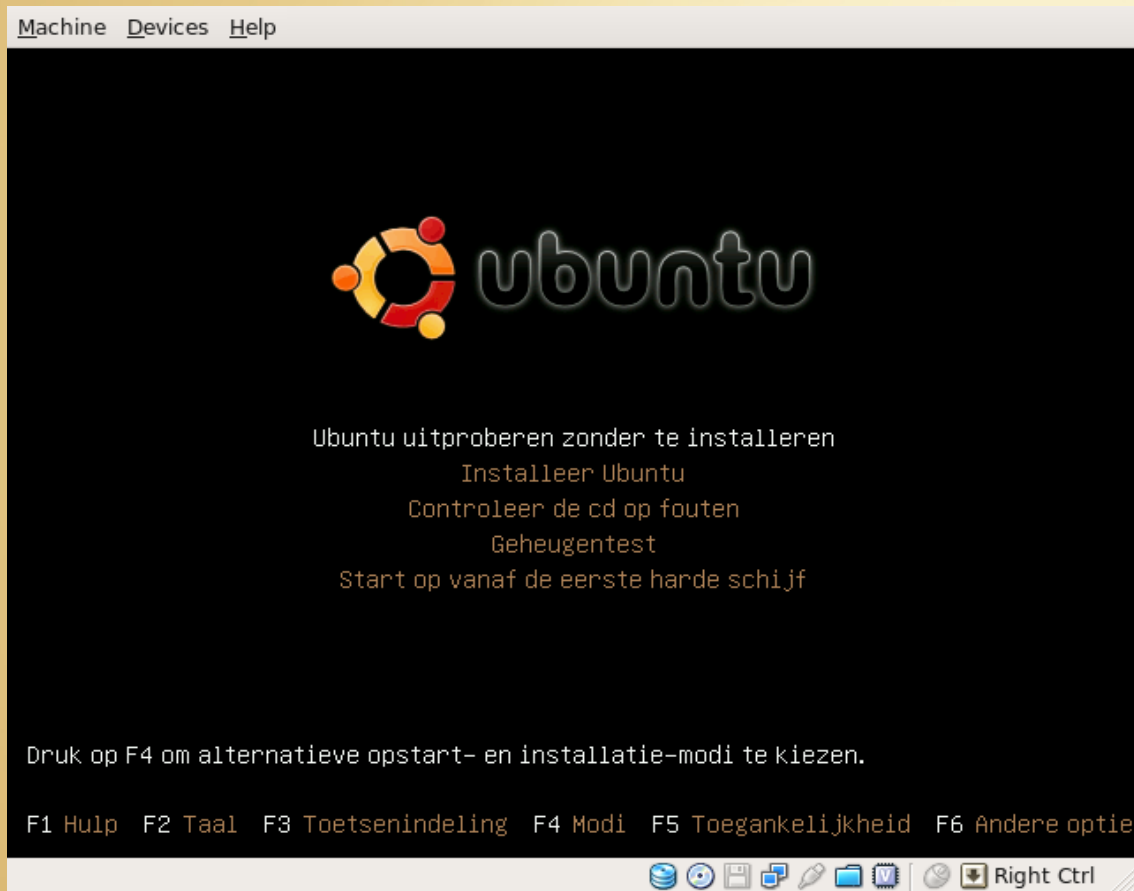 Machine Devices Help
ubuntu
Ubuntu uitproberen zonder te installeren
Installeer Ubuntu
Controleer de cd op fouten
Geheugentest
Start op vanaf de eerste harde schijf
Druk op F4 om alternatieve opstart- en installatie-modi te kiezen.
F1 Hulp F2 Taal F3 Toetsenindeling F4 Modi F5 Toegankelijkheid F6 Andere optie
Right Ctrl